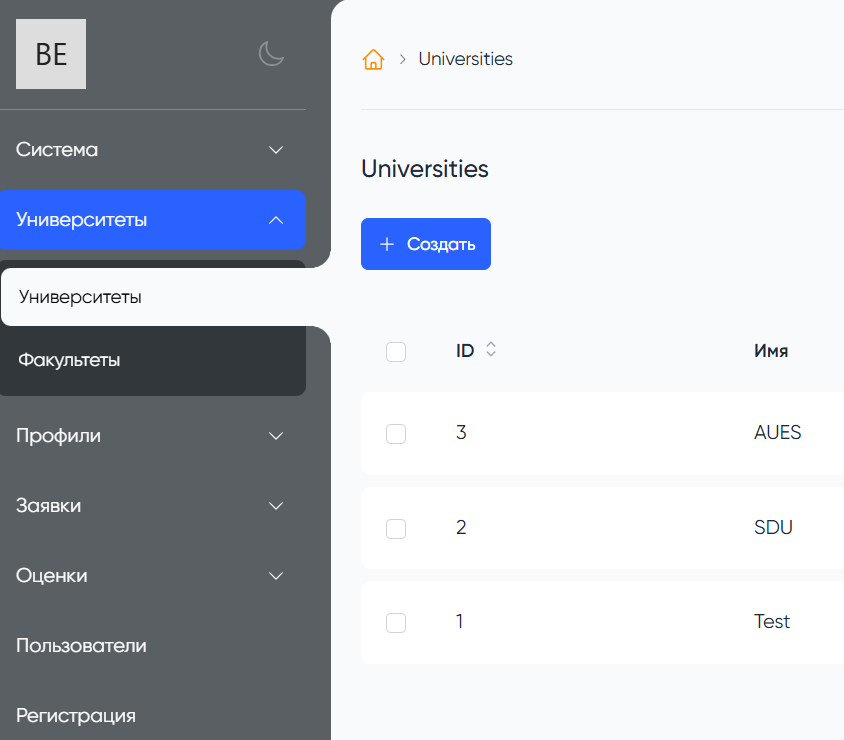 BE
Система
Университеты
Университеты
Факультеты
Профили
Заявки
Оценки
Пользователи
Регистрация
Universities
Universities
Создать
ID Имя
3 AUES
2 SDU
1 Test